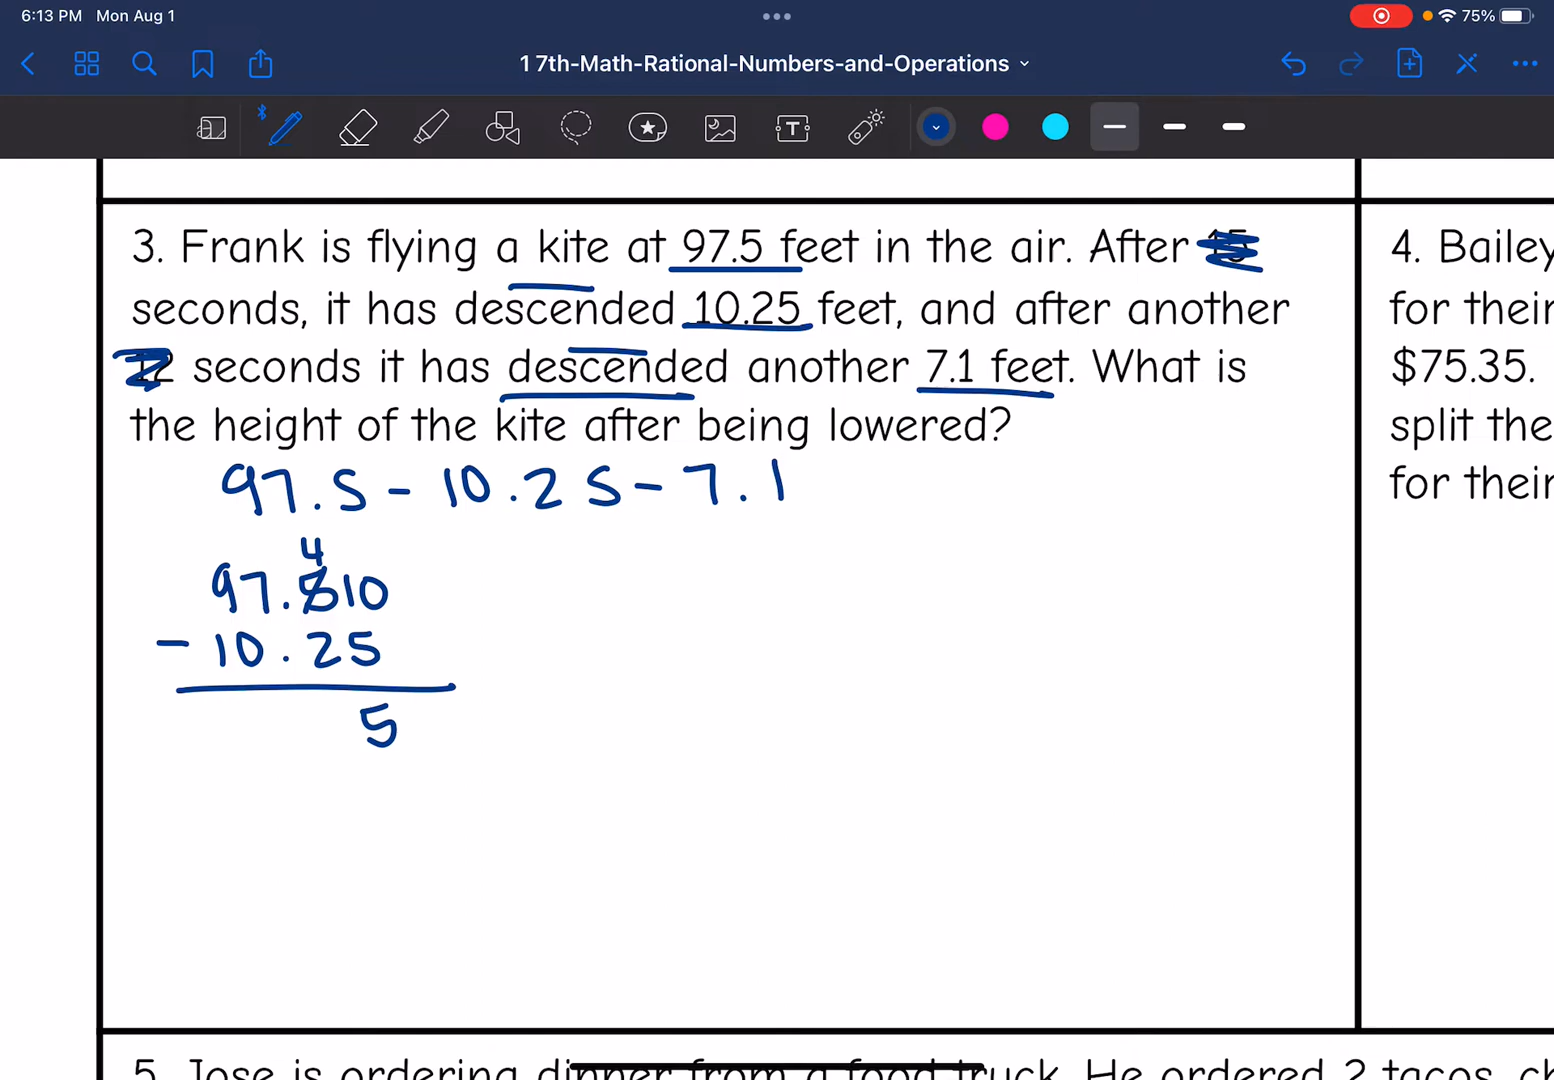 6:13 PM Mon Aug 1
75%
1 7th-Math-Rational-Numbers-and-Operations
T
3. Frank is flying a kite at 97.5 feet in the air. After 15
seconds, it has descended 10.25 feet, and after another
12 seconds it has descended another 7.1 feet. What is
the height of the kite after being lowered?
97.5 - 10.25 - 7.1
4
97.510
- 10.25
5
4. Bailey
for their
$75.35.
split the
for their
5. Jose is ordering dinner from a food truck. He ordered 2 tacos, ch